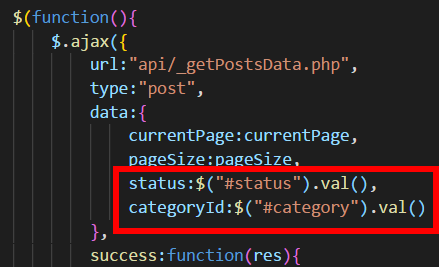 $(function(){
$.ajax({
url:"api/_getPostsData.php",
type:"post",
data:{
currentPage:currentPage,
pageSize:pageSize,
status:$("#status").val(),
categoryId:$("#category").val()
},
success:function(res){